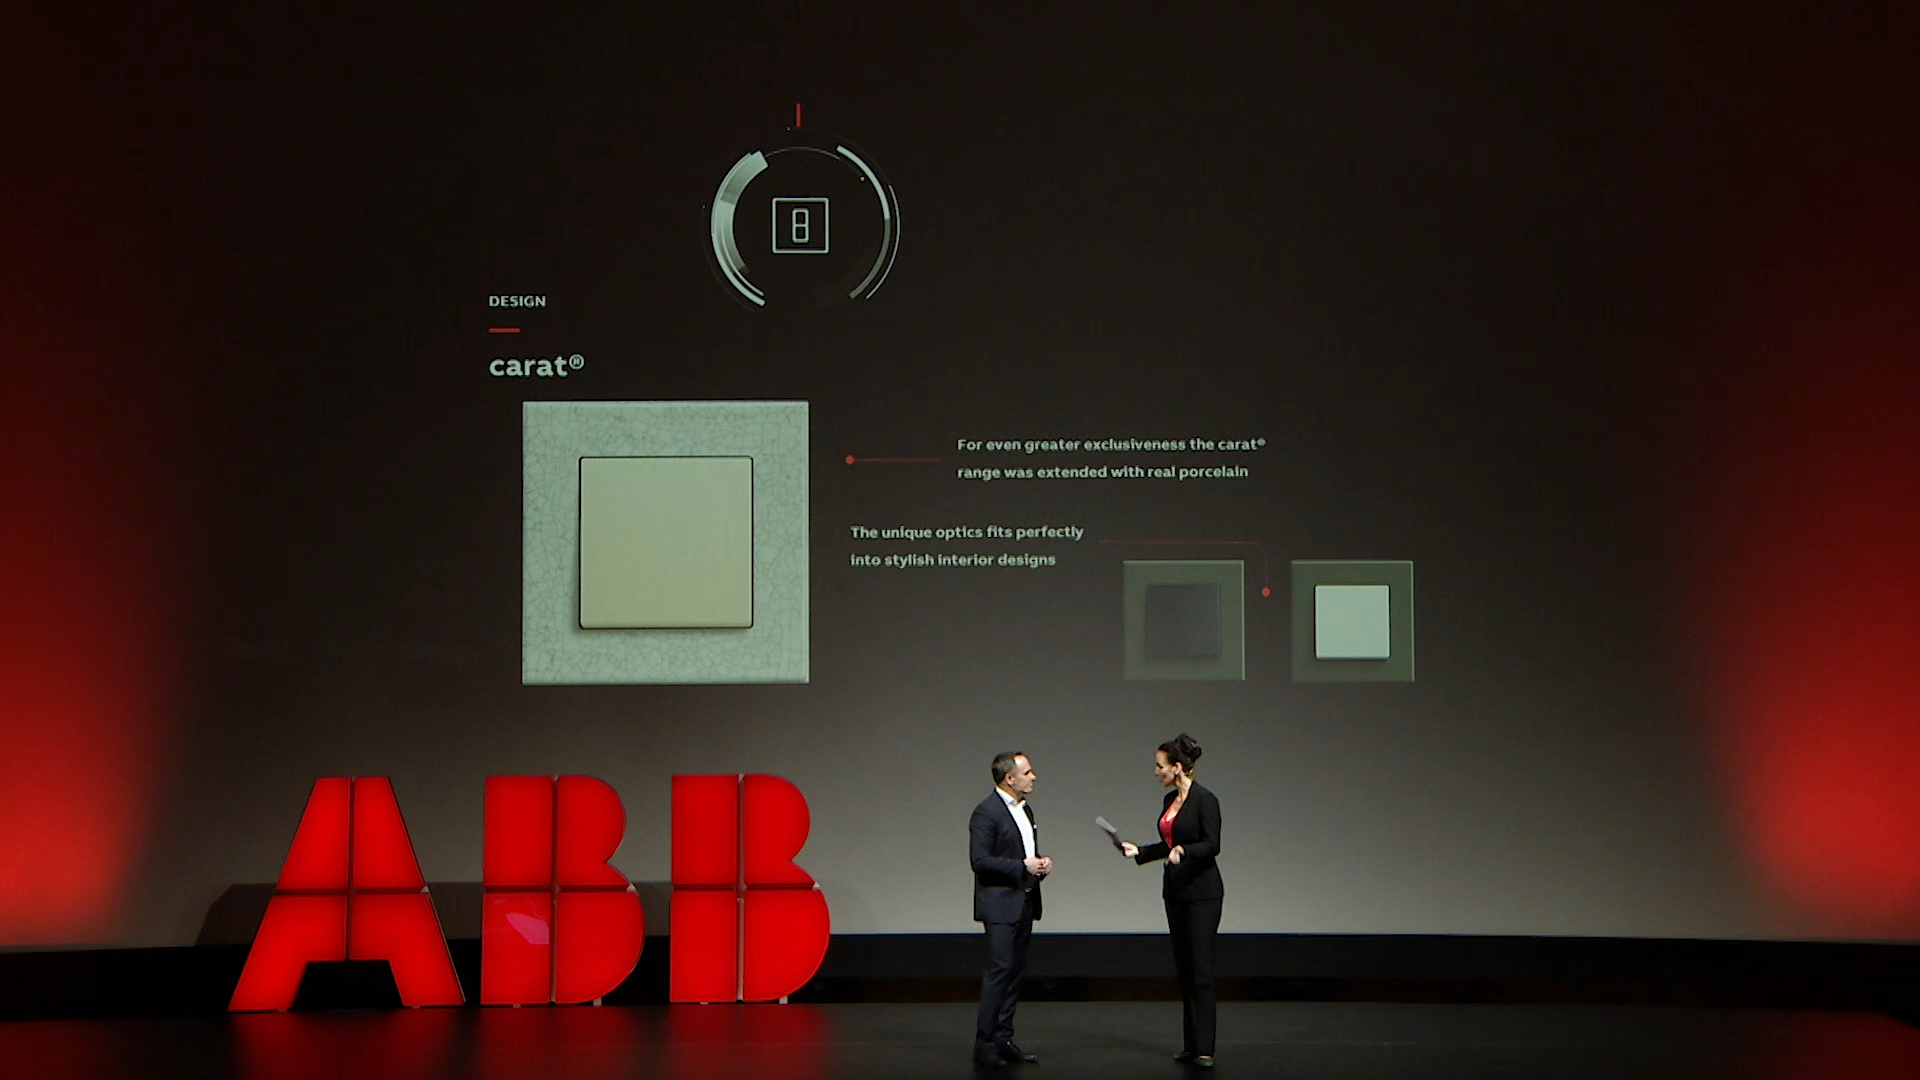 DESIGN
carat®
For even greater exclusiveness the carat®
range was extended with real porcelain
The unique optics fits perfectly
into stylish interior designs
ABB